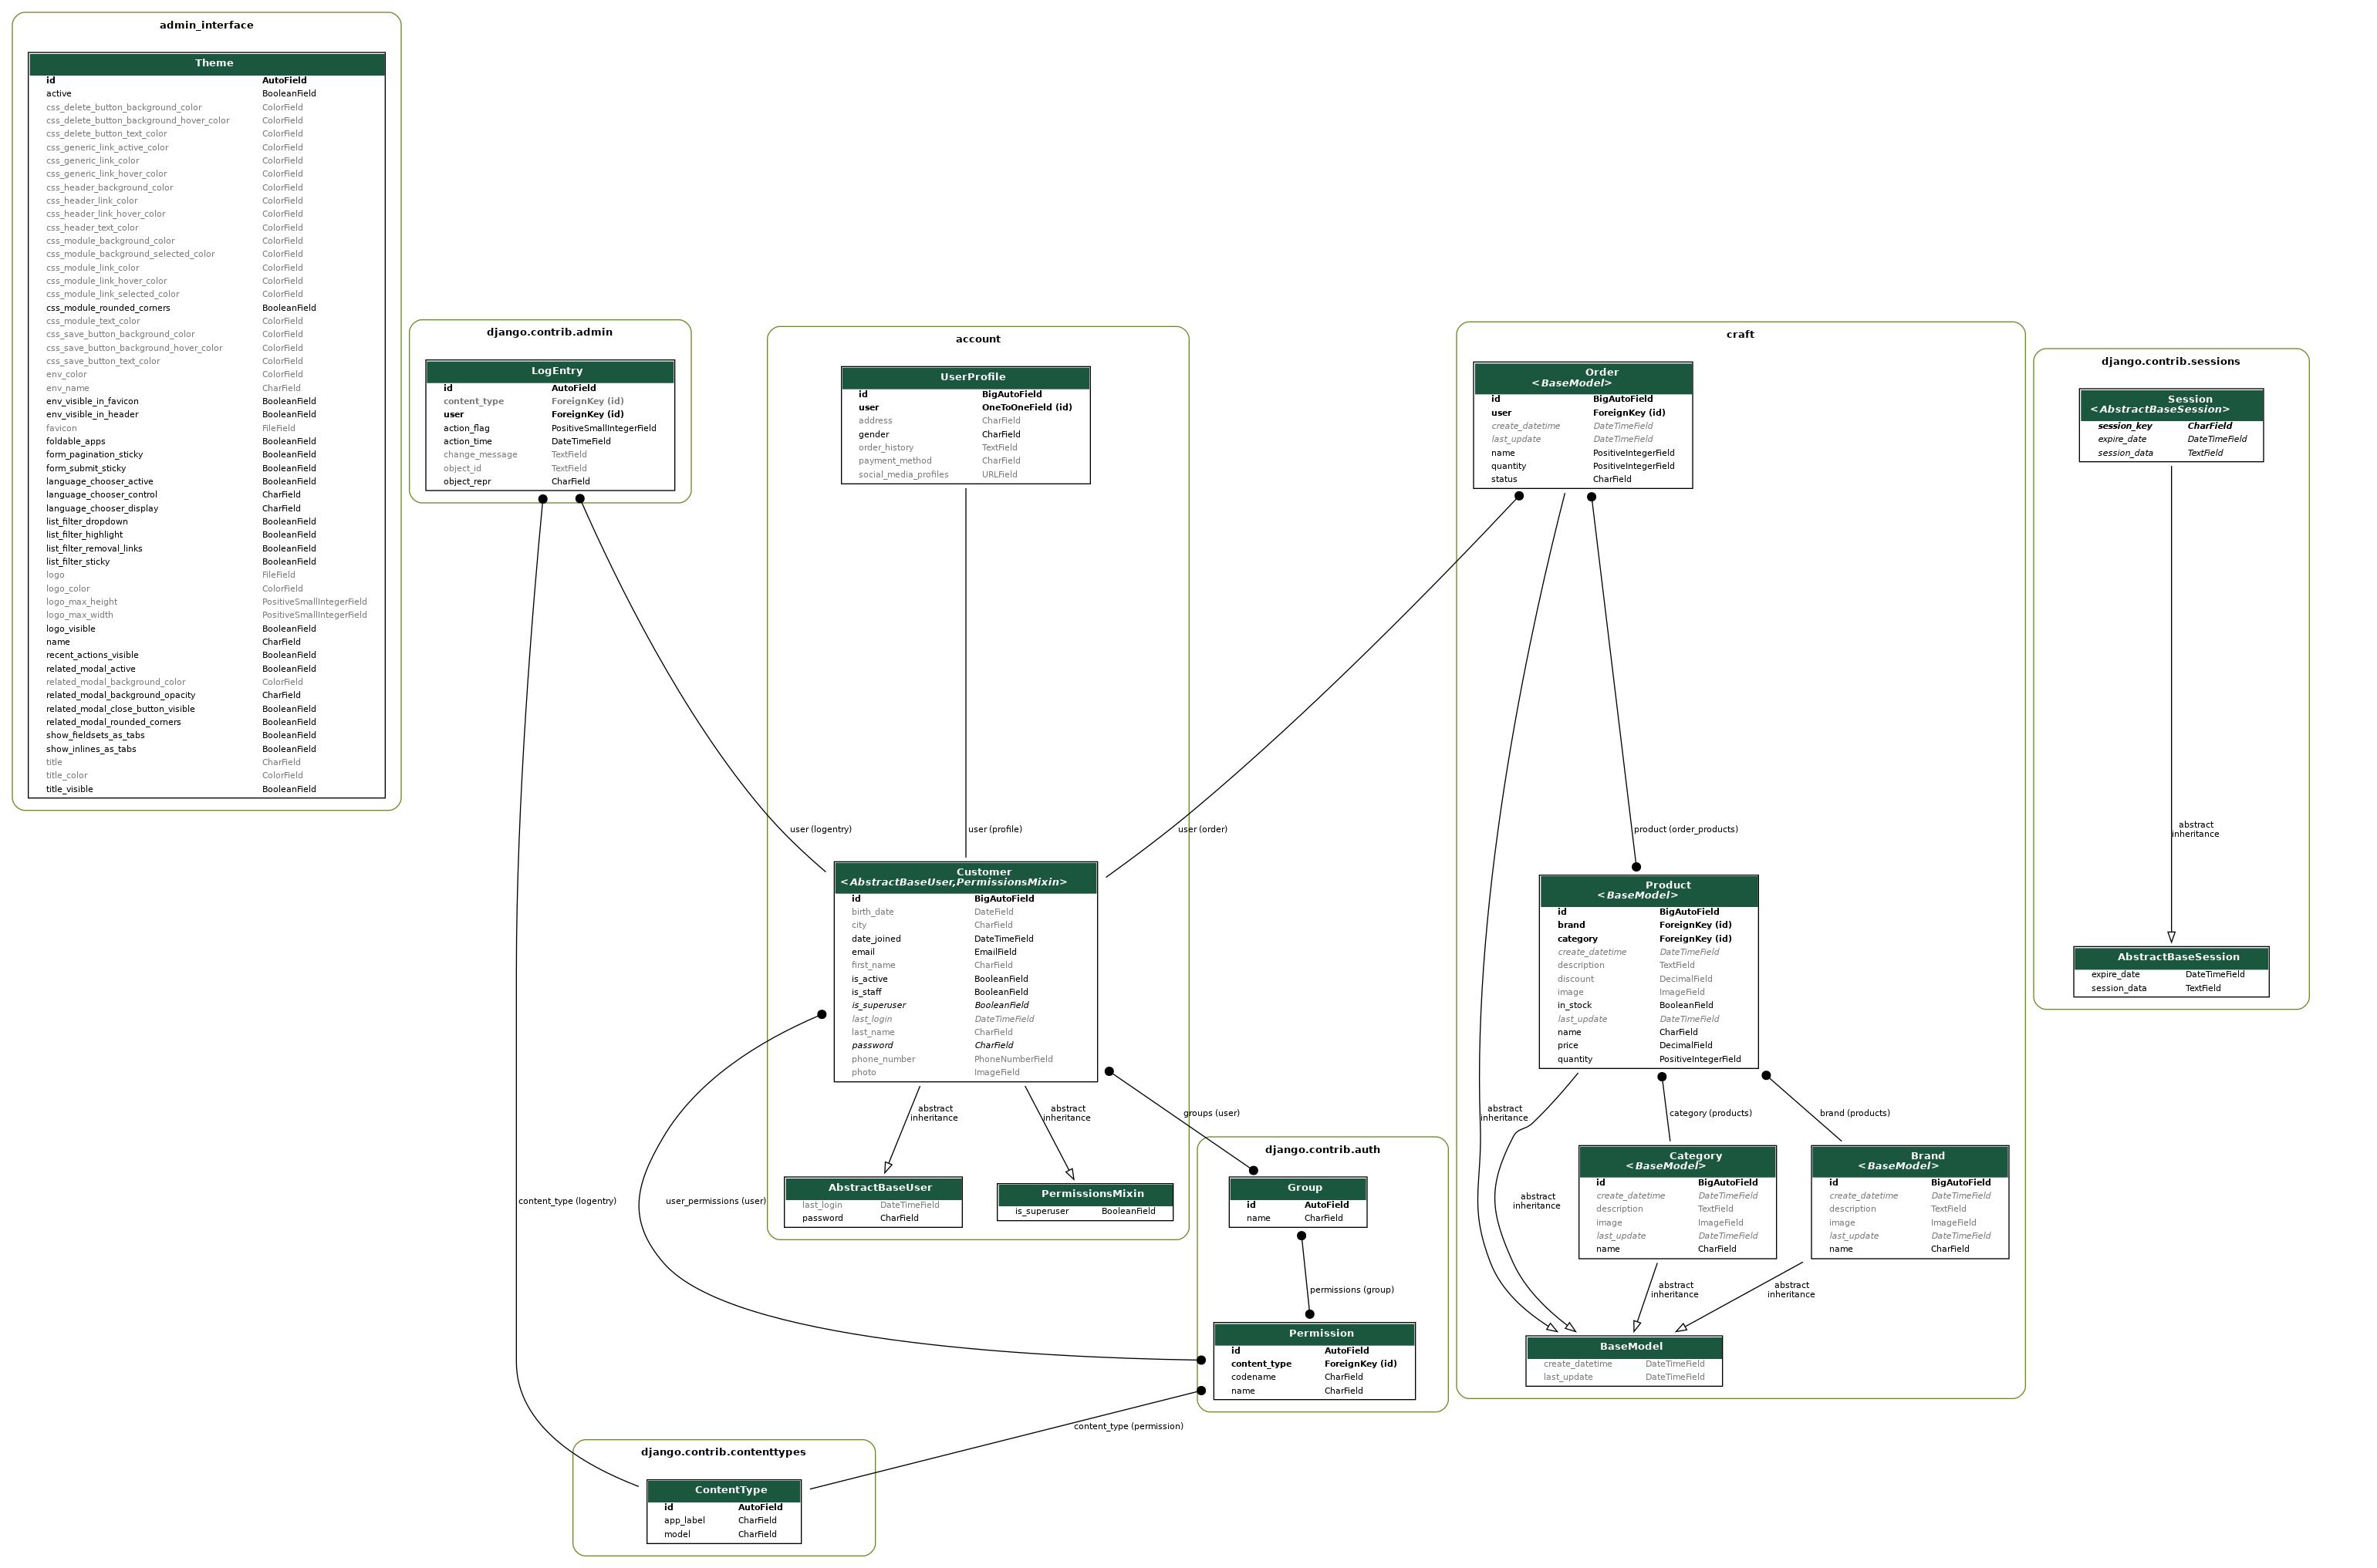 admin_interface
Theme
id AutoField
active BooleanField
css_delete_button_background_color ColorField
css_delete_button_background_hover_color ColorField
css_delete_button_text_color ColorField
css_generic_link_active_color ColorField
css_generic_link_color ColorField
css_generic_link_hover_color ColorField
css_header_background_color ColorField
css_header_link_color ColorField
css_header_link_hover_color ColorField
css_header_text_color ColorField
css_module_background_color ColorField
css_module_background_selected_color ColorField
css_module_link_color ColorField
css_module_link_hover_color ColorField
css_module_link_selected_color ColorField
css_module_rounded_corners BooleanField
css_module_text_color ColorField
css_save_button_background_color ColorField
css_save_button_background_hover_color ColorField
css_save_button_text_color ColorField
env_color ColorField
env_name CharField
env_visible_in_favicon BooleanField
env_visible_in_header BooleanField
favicon FileField
foldable_apps BooleanField
form_pagination_sticky BooleanField
form_submit_sticky BooleanField
language_chooser_active BooleanField
language_chooser_control CharField
language_chooser_display CharField
list_filter_dropdown BooleanField
list_filter_highlight BooleanField
list_filter_removal_links BooleanField
list_filter_sticky BooleanField
logo FileField
logo_color ColorField
logo_max_height PositiveSmallIntegerField
logo_max_width PositiveSmallIntegerField
logo_visible BooleanField
name CharField
recent_actions_visible BooleanField
related_modal_active BooleanField
related_modal_background_color ColorField
related_modal_background_opacity CharField
related_modal_close_button_visible BooleanField
related_modal_rounded_corners BooleanField
show_fieldsets_as_tabs BooleanField
show_inlines_as_tabs BooleanField
title CharField
title_color ColorField
title_visible BooleanField
django.contrib.admin
LogEntry
id AutoField
content_type ForeignKey (id)
user ForeignKey (id)
action_flag PositiveSmallIntegerField
action_time DateTimeField
change_message TextField
object_id TextField
object_repr CharField
account
UserProfile
id BigAutoField
user OneToOneField (id)
address CharField
gender CharField
order_history TextField
payment_method CharField
social_media_profiles URLField
craft
Order
<BaseModel>
id BigAutoField
user ForeignKey (id)
create_datetime DateTimeField
last_update DateTimeField
name PositiveIntegerField
quantity PositiveIntegerField
status CharField
django.contrib.sessions
Session
<AbstractBaseSession>
session_key CharField
expire_date DateTimeField
session_data TextField
user (logentry)
user (profile)
user (order)
product (order_products)
abstract
inheritance
Customer
<AbstractBaseUser,PermissionsMixin>
id BigAutoField
birth_date DateField
city CharField
date_joined DateTimeField
email EmailField
first_name CharField
is_active BooleanField
is_staff BooleanField
is_superuser BooleanField
last_login DateTimeField
last_name CharField
password CharField
phone_number PhoneNumberField
photo ImageField
Product
<BaseModel>
id BigAutoField
brand ForeignKey (id)
category ForeignKey (id)
create_datetime DateTimeField
description TextField
discount DecimalField
image ImageField
in_stock BooleanField
last_update DateTimeField
name CharField
price DecimalField
quantity PositiveIntegerField
AbstractBaseSession
expire_date DateTimeField
session_data TextField
abstract
inheritance
abstract
inheritance
groups (user)
abstract
inheritance
category (products)
brand (products)
content_type (logentry)
user_permissions (user)
AbstractBaseUser
last_login DateTimeField
password CharField
PermissionsMixin
is_superuser BooleanField
django.contrib.auth
Group
id AutoField
name CharField
abstract
inheritance
Category
<BaseModel>
id BigAutoField
create_datetime DateTimeField
description TextField
image ImageField
last_update DateTimeField
name CharField
Brand
<BaseModel>
id BigAutoField
create_datetime DateTimeField
description TextField
image ImageField
last_update DateTimeField
name CharField
permissions (group)
abstract
inheritance
abstract
inheritance
Permission
id AutoField
content_type ForeignKey (id)
codename CharField
name CharField
BaseModel
create_datetime DateTimeField
last_update DateTimeField
content_type (permission)
django.contrib.contenttypes
ContentType
id AutoField
app_label CharField
model CharField